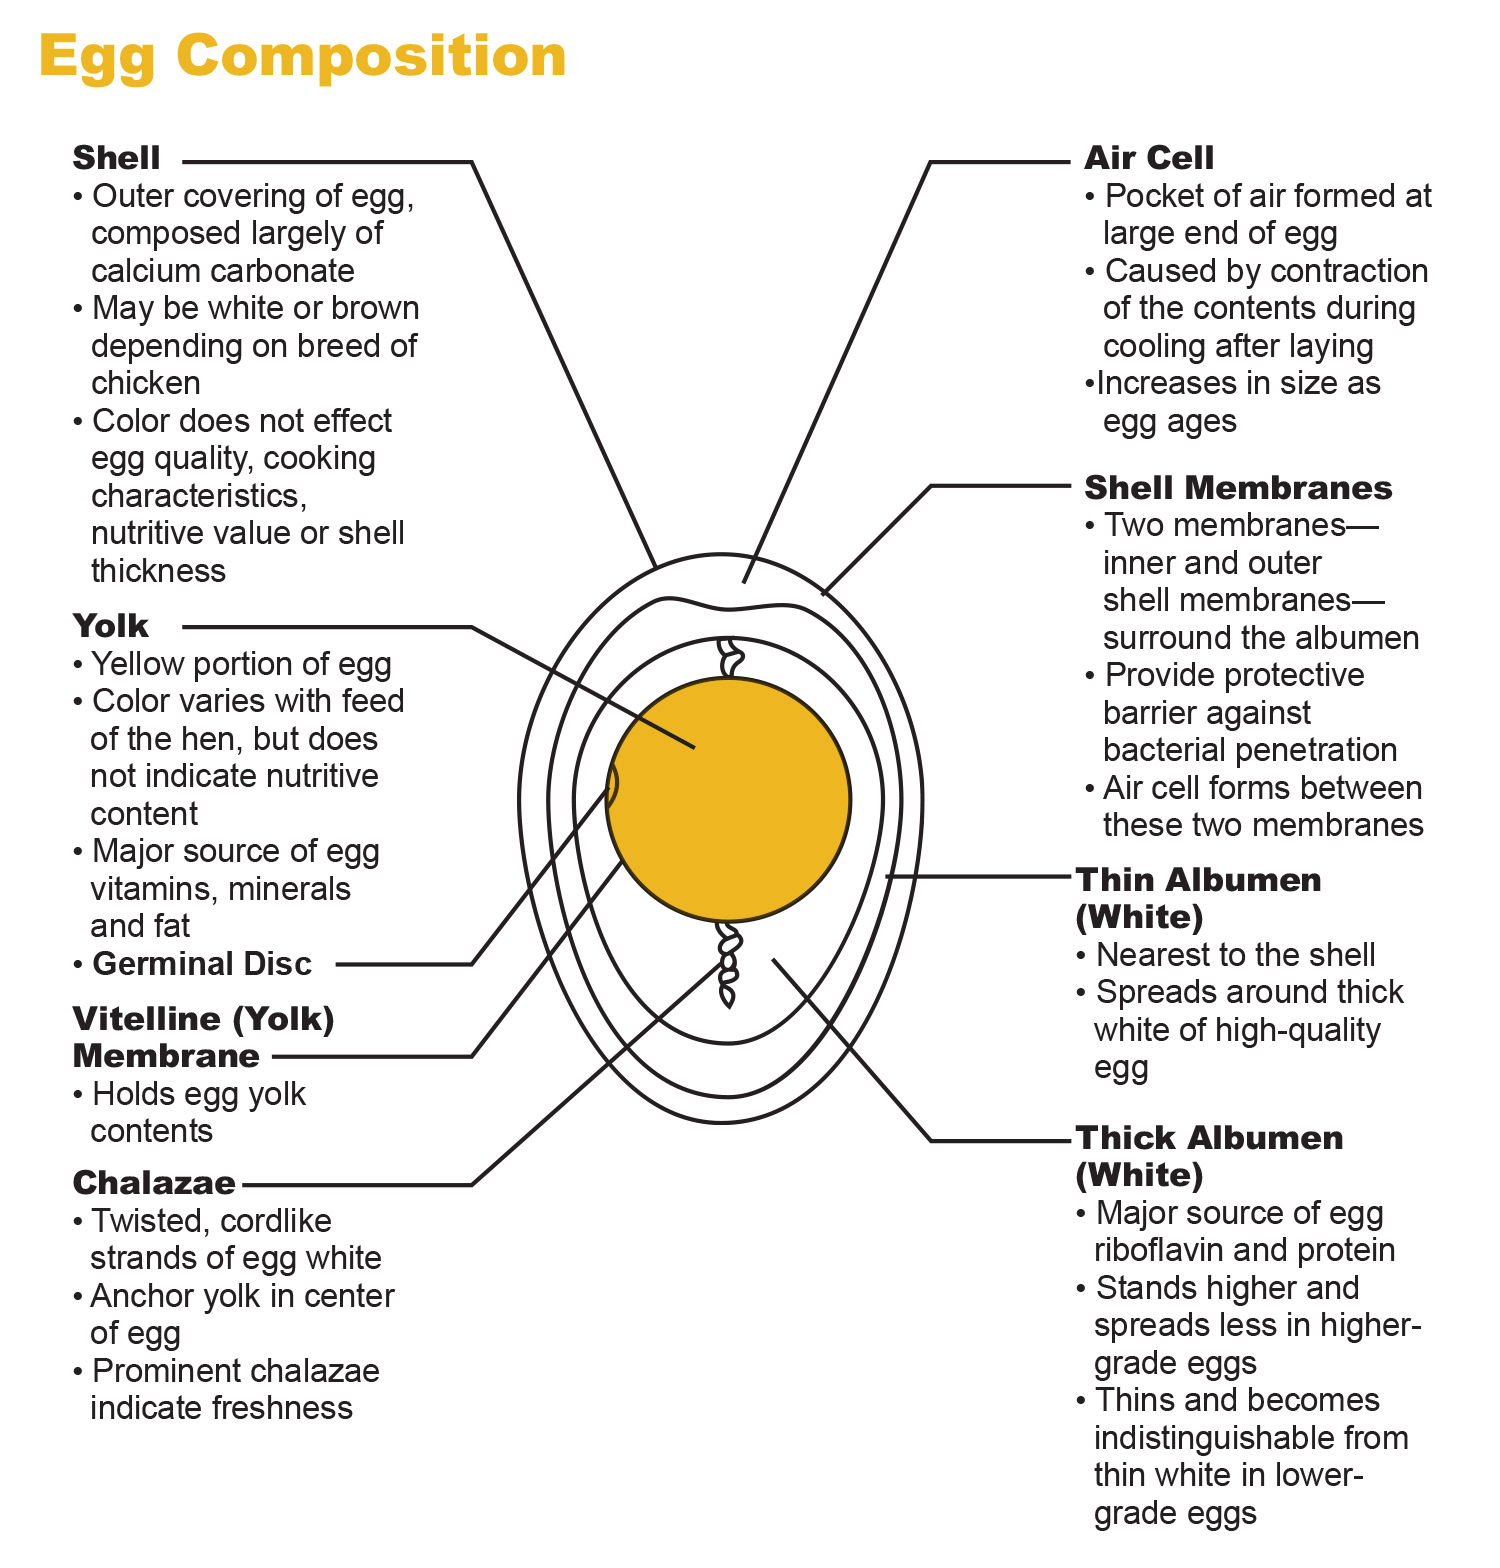 Egg Composition
Shell
• Outer covering of egg,
composed largely of
calcium carbonate
• May be white or brown
depending on breed of
chicken
• Color does not effect
egg quality, cooking
characteristics,
nutritive value or shell
thickness
Yolk
• Yellow portion of egg
• Color varies with feed
of the hen, but does
not indicate nutritive
content
• Major source of egg
vitamins, minerals
and fat
• Germinal Disc
Vitelline (Yolk)
Membrane
• Holds egg yolk
contents
Chalazae
• Twisted, cordlike
strands of egg white
• Anchor yolk in center
of egg
• Prominent chalazae
indicate freshness
Air Cell
• Pocket of air formed at
large end of egg
• Caused by contraction
of the contents during
cooling after laying
•Increases in size as
egg ages
Shell Membranes
• Two membranes—
inner and outer
shell membranes—
surround the albumen
• Provide protective
barrier against
bacterial penetration
• Air cell forms between
these two membranes
Thin Albumen
(White)
• Nearest to the shell
• Spreads around thick
white of high-quality
egg
Thick Albumen
(White)
• Major source of egg
riboflavin and protein
• Stands higher and
spreads less in higher-
grade eggs
• Thins and becomes
indistinguishable from
thin white in lower-
grade eggs